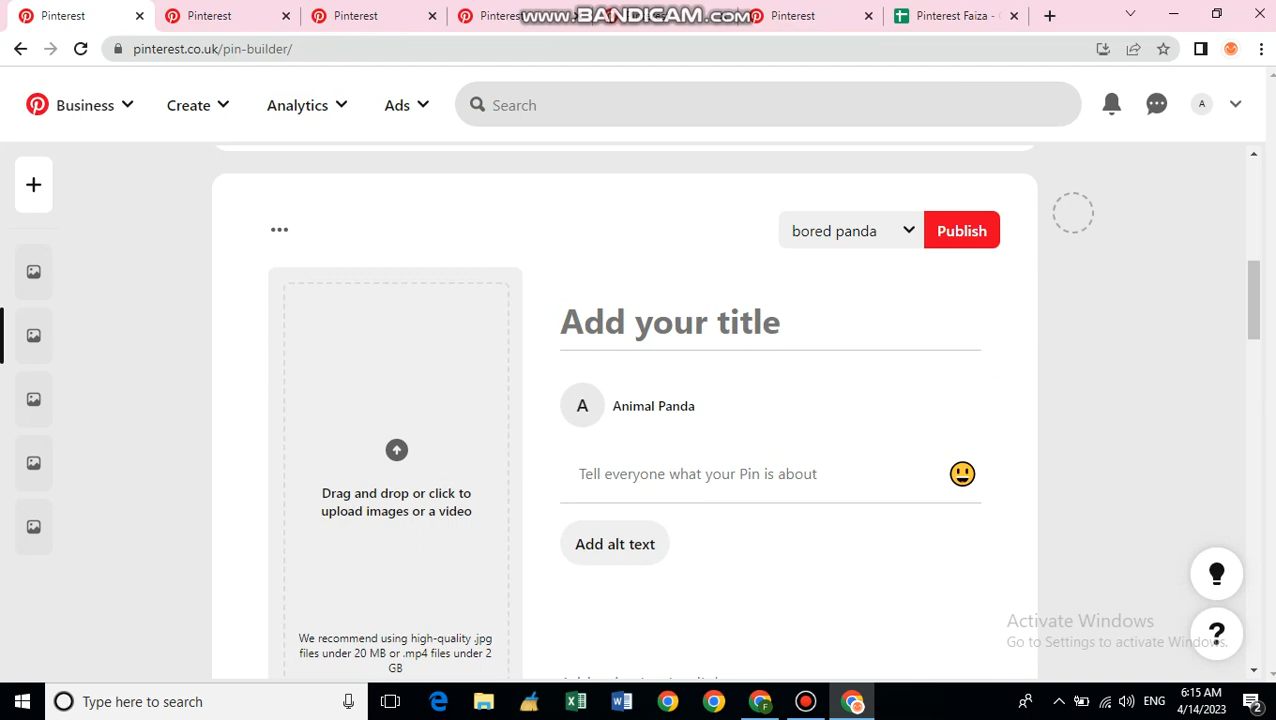 Pinterest
Pinterest
Pinterest
Pinterest
www.BANDICAM.com
Pinterest
Pinterest Faiza -
pinterest.co.uk/pin-builder/
Business
Create
Analytics
Ads
Search
A
bored panda
Publish
Add your title
A
Animal Panda
Tell everyone what your Pin is about
Add alt text
Drag and drop or click to
upload images or a video
We recommend using high-quality .jpg
files under 20 MB or .mp4 files under 2
GB
Activate Windows
Go to Settings to activate Windows.
?
Type here to search
ENG
6:15 AM
4/14/2023
2